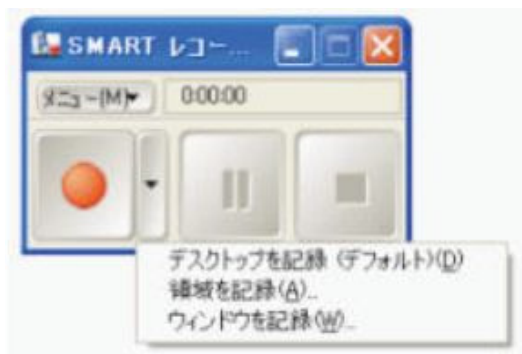 SMART レコー...
メニュー(M)
0:00:00
デスクトップを記録 (デフォルト)(D)
領域を記録(A)...
ウィンドウを記録(W)...